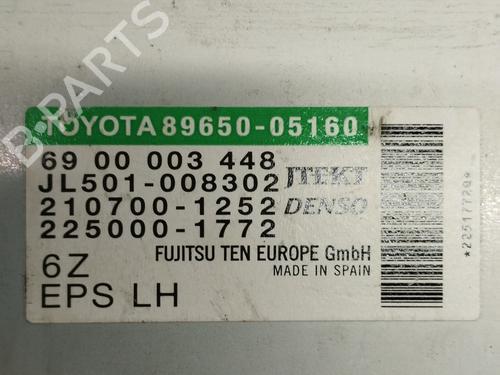 B-PARTS
TOYOTA 89650-05160
69 00 003 448
JL501-008302 JTEKT
210700-1252 DENSO
225000-1772
6Z FUJITSU TEN EUROPE GmbH
MADE IN SPAIN
EPS LH